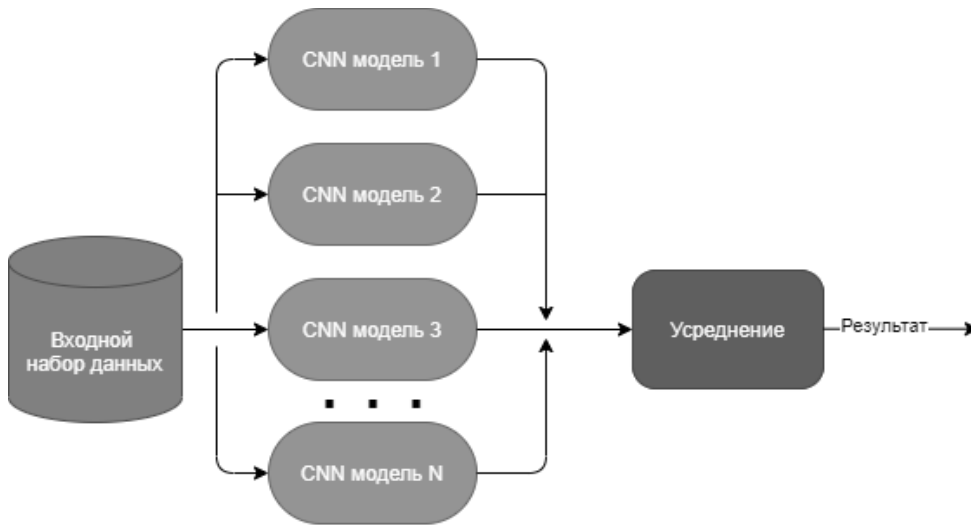 CNN модель 1
CNN модель 2
Входной
набор данных
CNN модель 3
Усреднение
Результат
CNN модель N